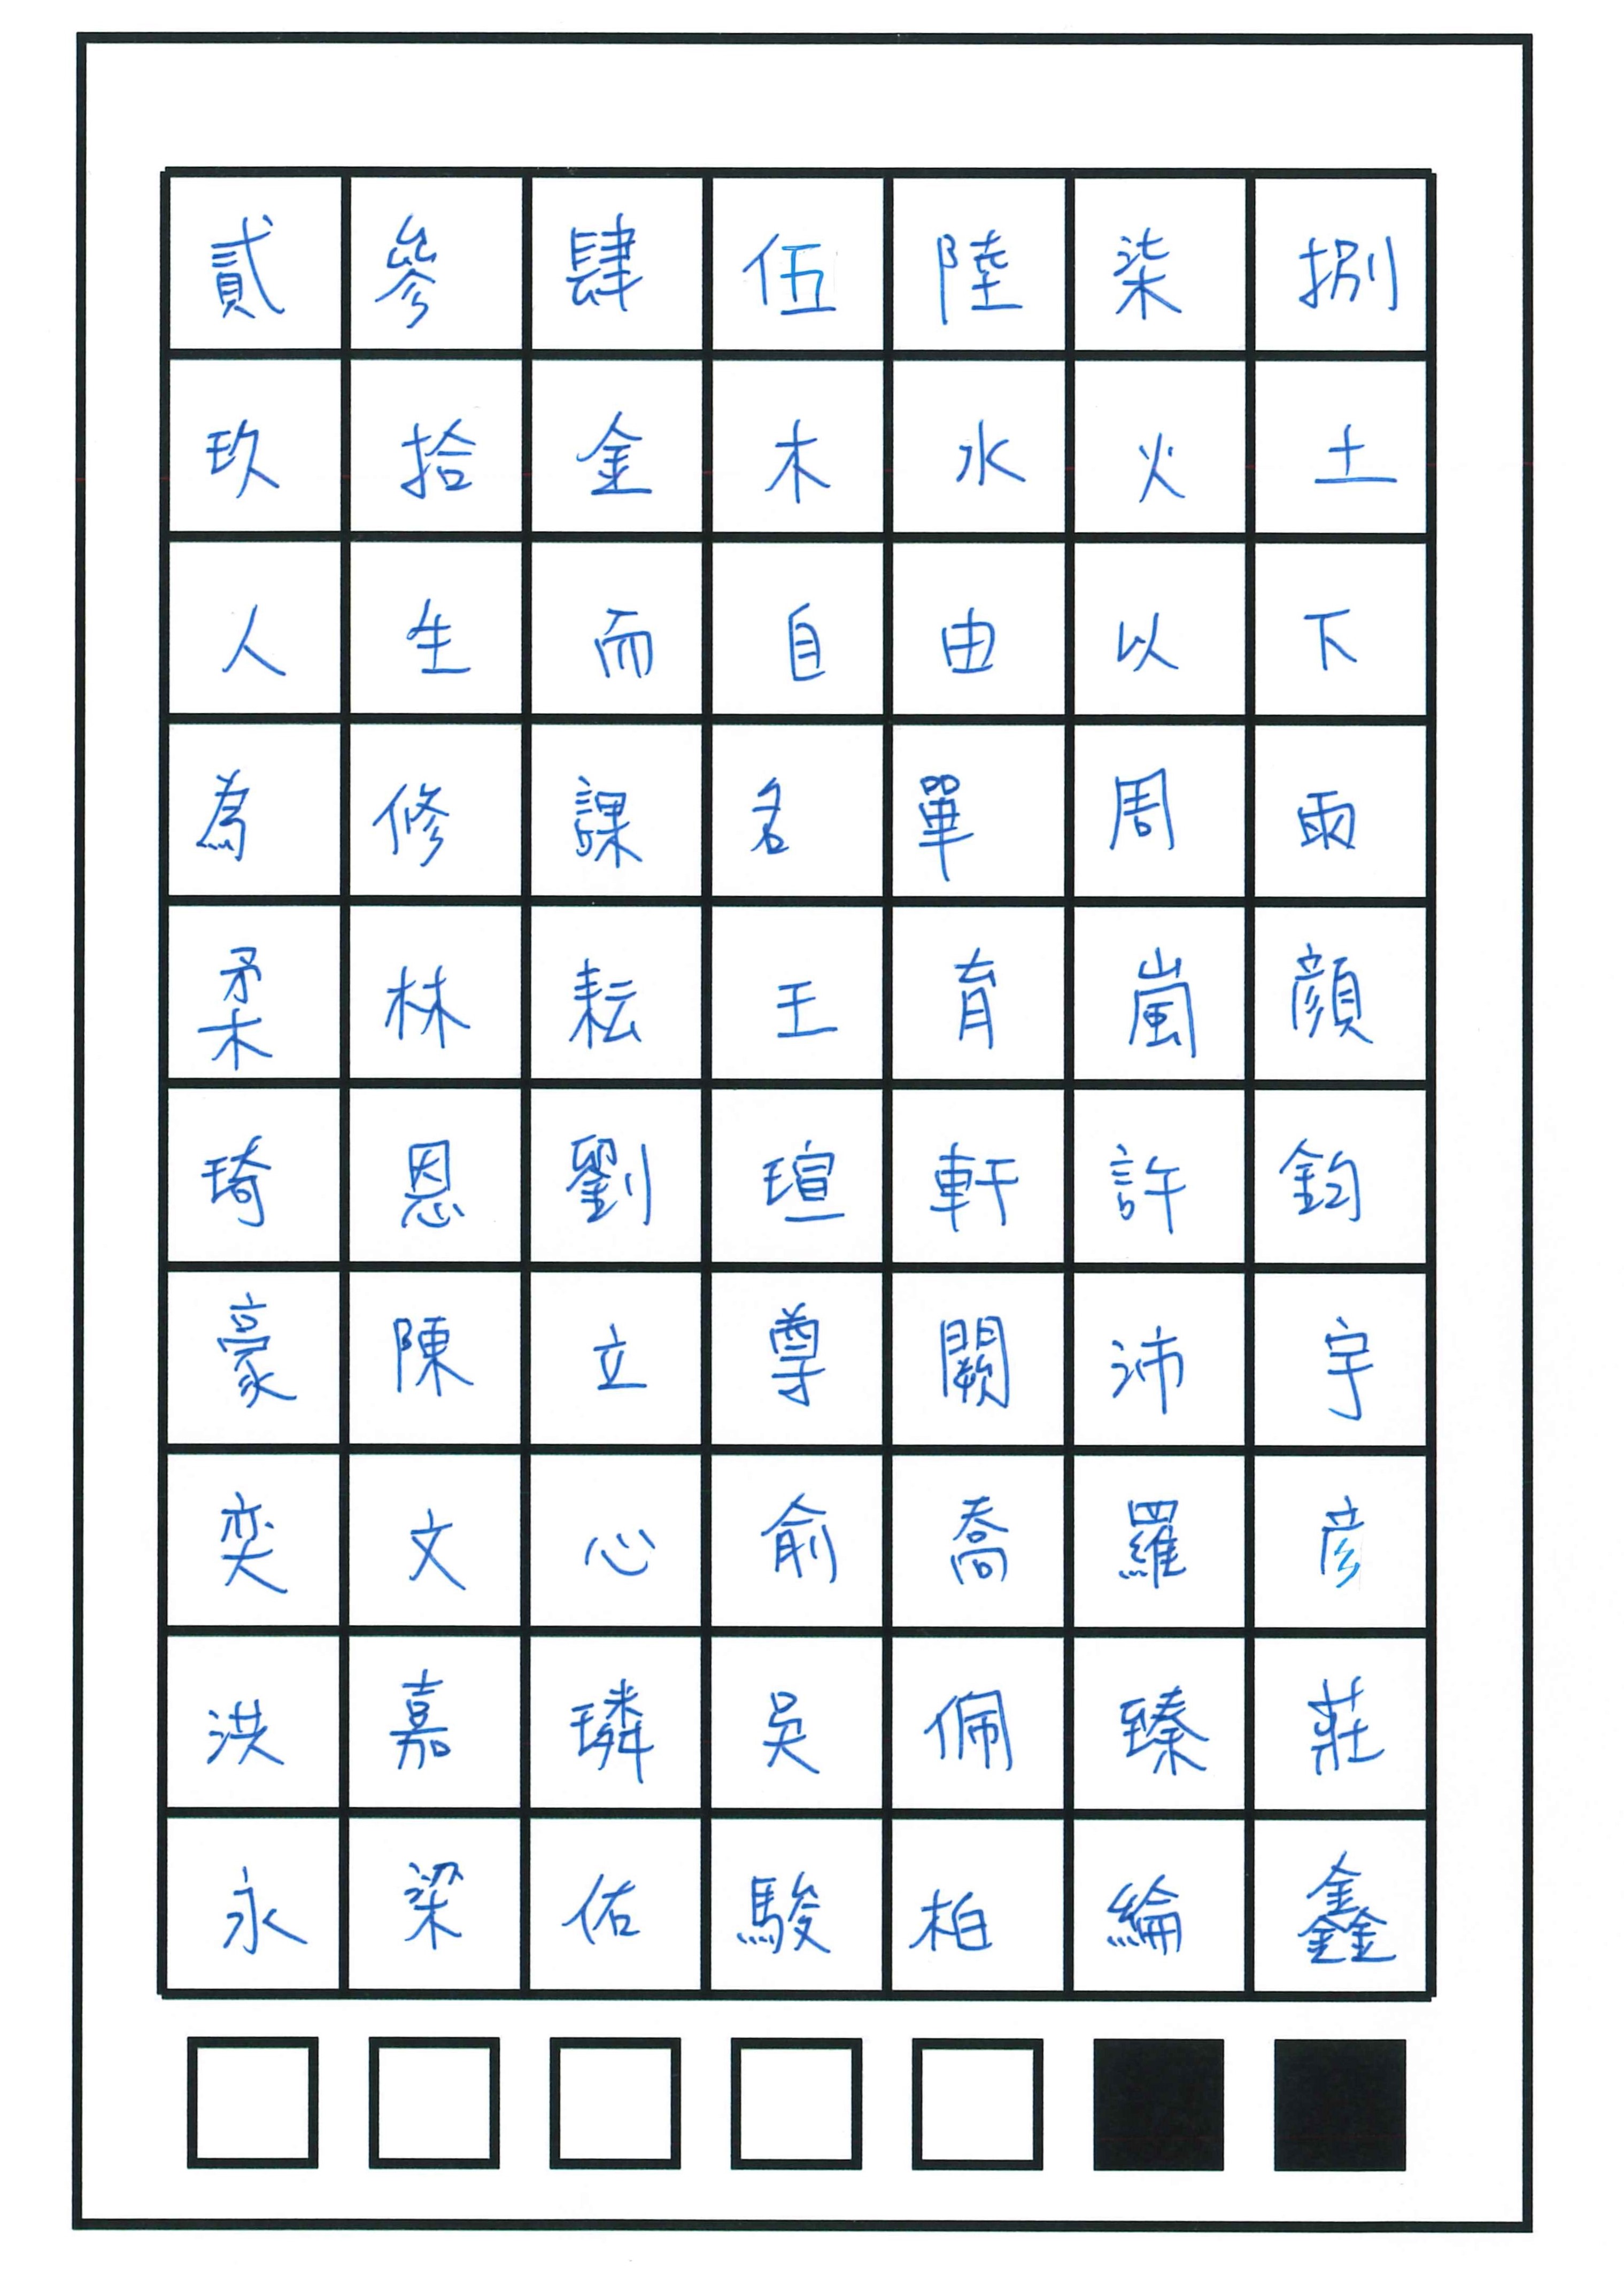 貳參肆伍陸柒捌
玖拾金木水火土
人生而自由以下
為修課名單周雨
柔林耘王育嵐顏
琦恩劉瑄軒許鈞
豪陳立尊闕沛宇
奕文心俞喬羅彥
洪嘉璘吳佩臻莊
永梁佑駿柏綸鑫